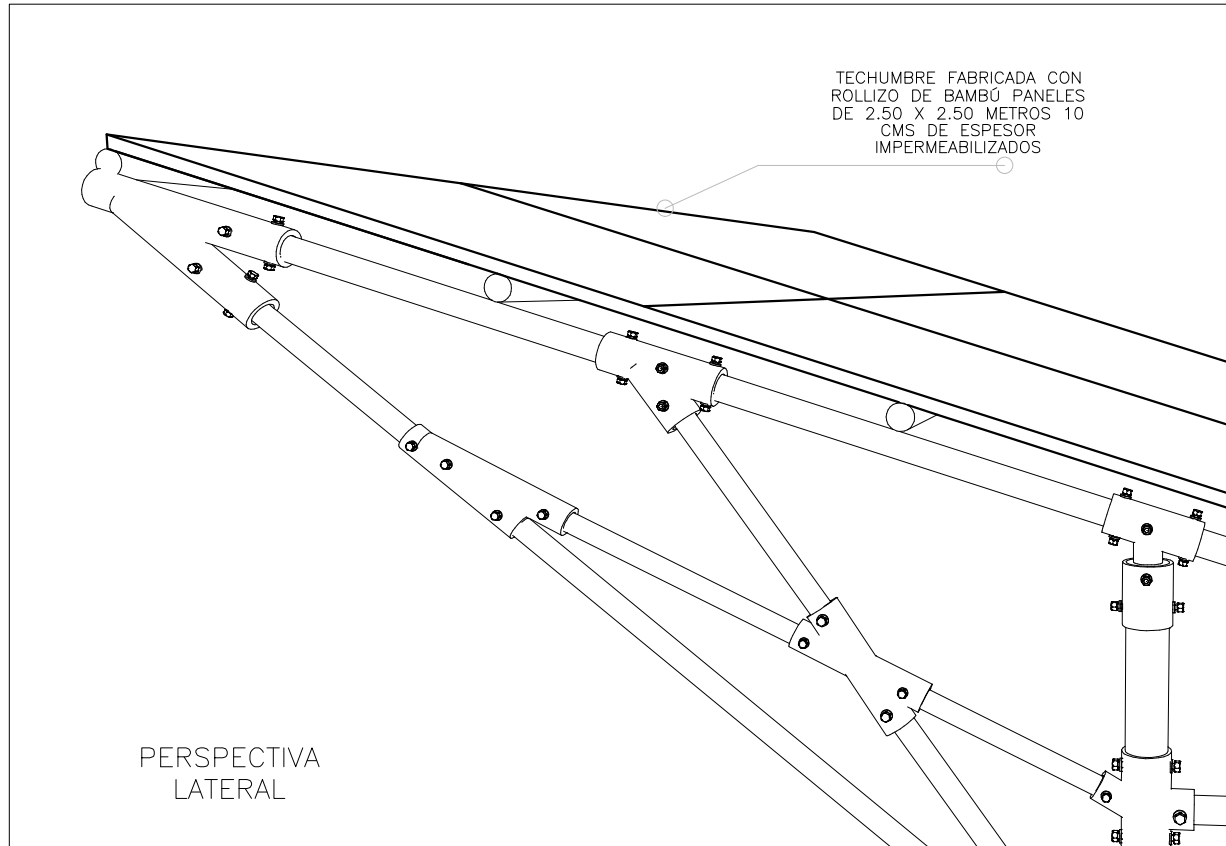 TECHUMBRE FABRICADA CON
ROLLIZO DE BAMBÚ PANELES
DE 2.50 X 2.50 METROS 10
CMS DE ESPESOR
IMPERMEABILIZADOS
PERSPECTIVA
LATERAL